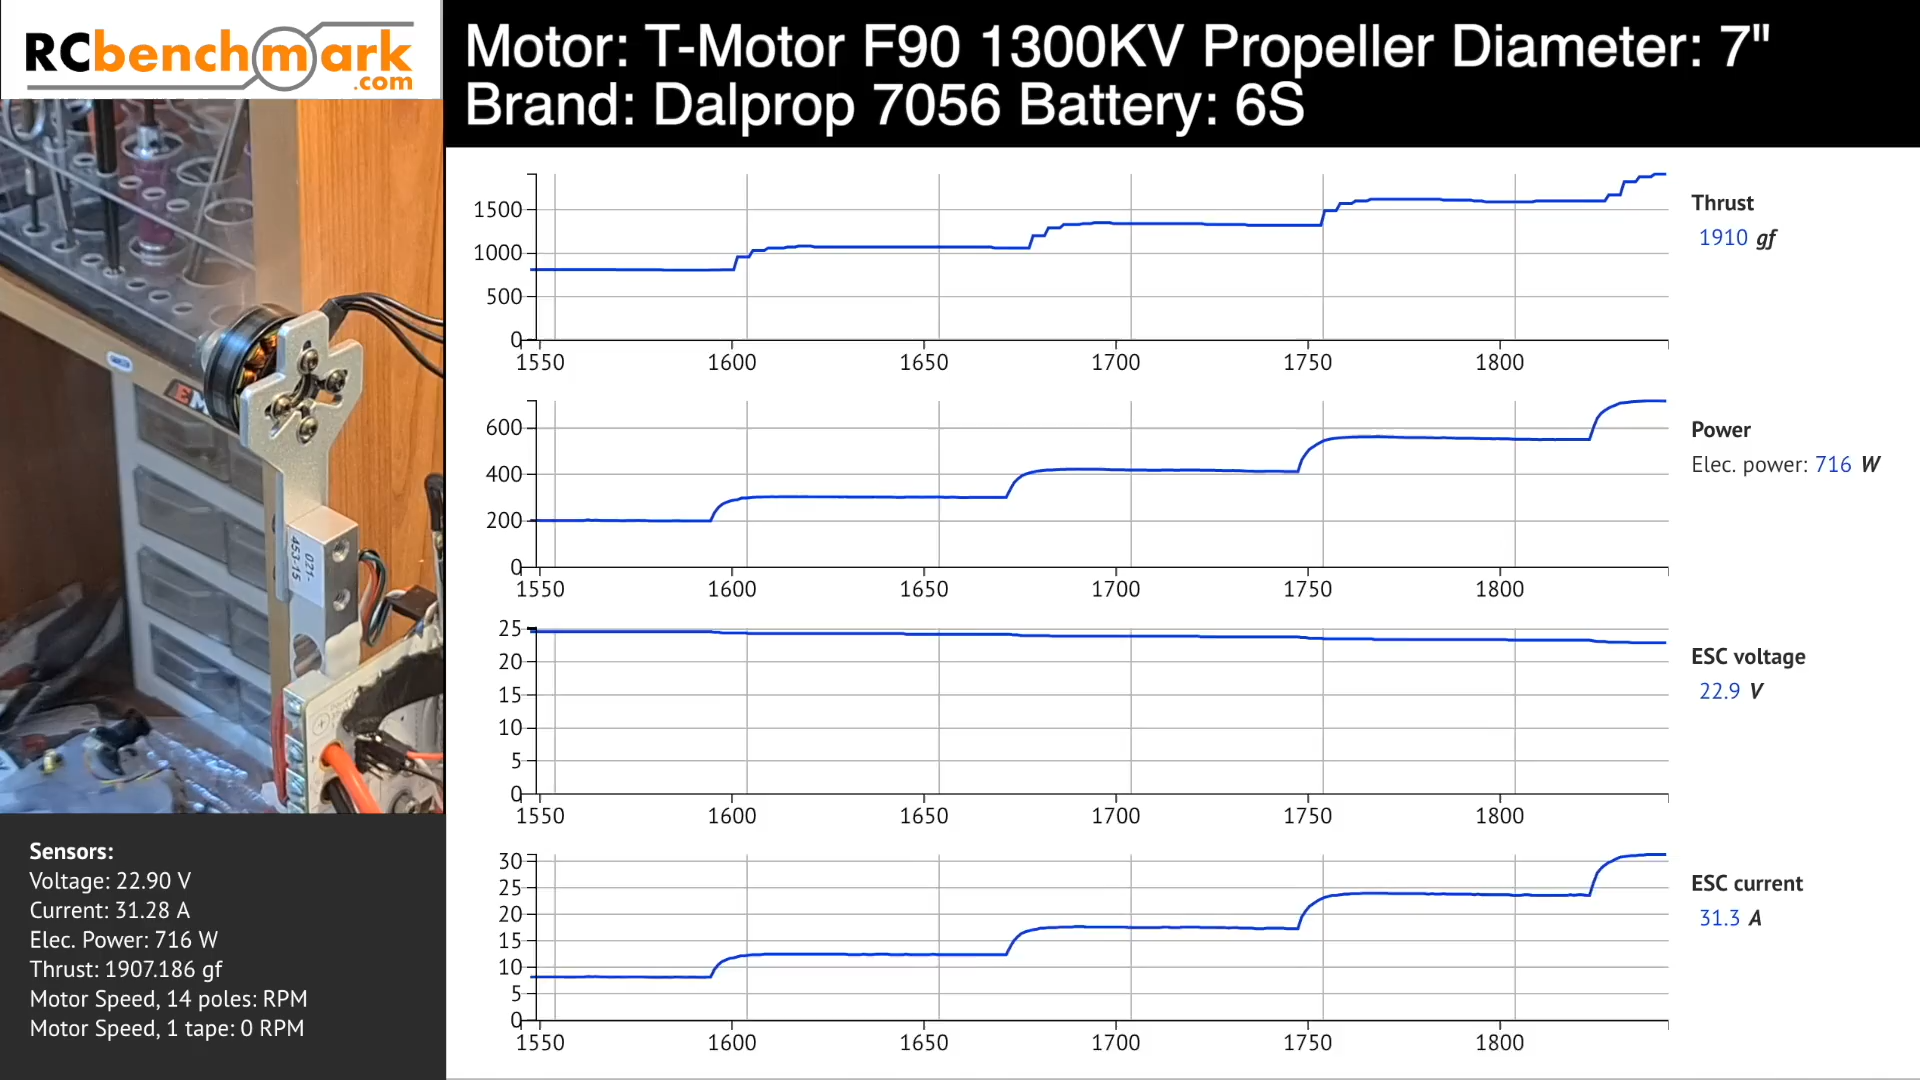 RCbenchmark
.com
Motor: T-Motor F90 1300KV Propeller Diameter: 7"
Brand: Dalprop 7056 Battery: 6S
1500
1000
500
0
1550 1600 1650 1700 1750 1800
Thrust
1910 gf
600
400
200
0
1550 1600 1650 1700 1750 1800
Power
Elec. power: 716 W
25
20
15
10
5
0
1550 1600 1650 1700 1750 1800
ESC voltage
22.9 V
30
25
20
15
10
5
0
1550 1600 1650 1700 1750 1800
ESC current
31.3 A
EM
021-
453-15
Sensors:
Voltage: 22.90 V
Current: 31.28 A
Elec. Power: 716 W
Thrust: 1907.186 gf
Motor Speed, 14 poles: RPM
Motor Speed, 1 tape: 0 RPM